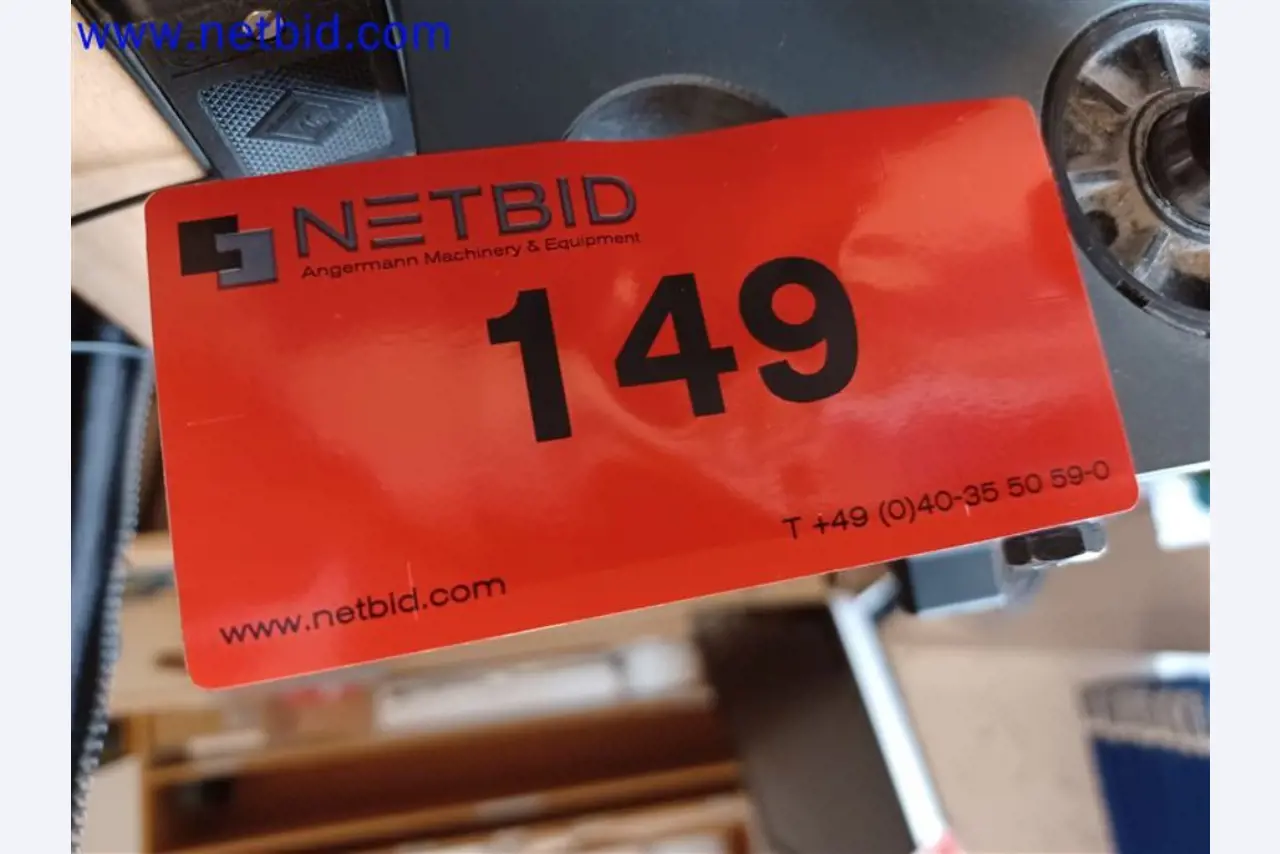 www.netbid.com
NETBID
Angermann Machinery & Equipment
149
T +49 (0)40-35 50 59-0
www.netbid.com